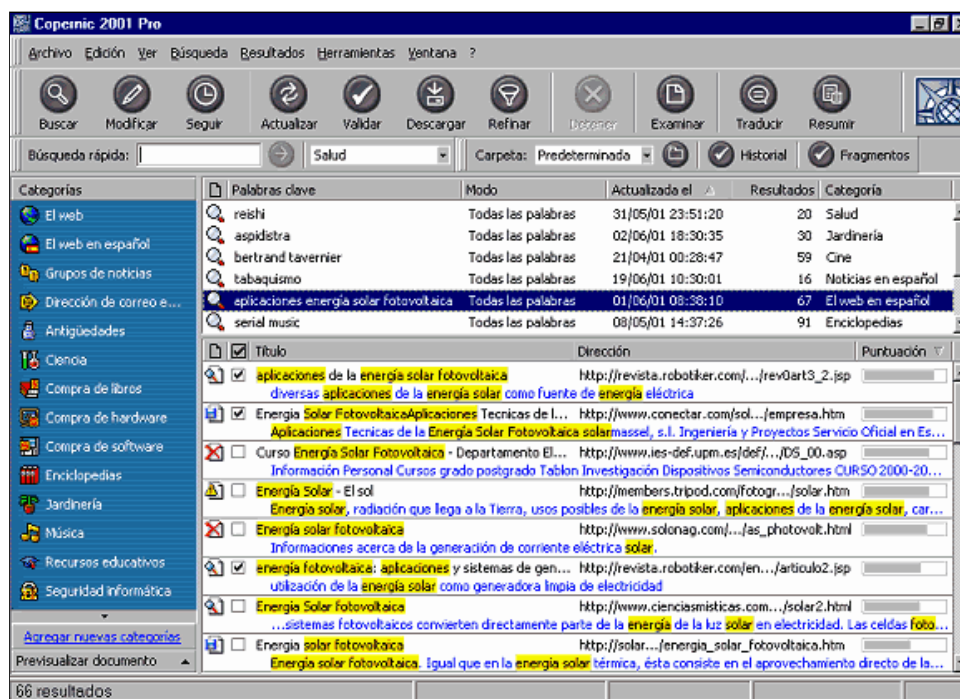 Copernic 2001 Pro
Archivo Edición Ver Búsqueda Resultados Herramientas Ventana ?
Buscar Modificar Seguir Actualizar Validar Descargar Refinar Detener Examinar Traducir Resumir
Búsqueda rápida: Salud Carpeta: Predeterminada Historial Fragmentos
Categorías
El web
El web en español
Grupos de noticias
Dirección de correo e...
Antigüedades
Ciencia
Compra de libros
Compra de hardware
Compra de software
Enciclopedias
Jardinería
Música
Recursos educativos
Seguridad informática
Agregar nuevas categorías
Previsualizar documento
Palabras clave Modo Actualizada el Resultados Categoría
reishi Todas las palabras 31/05/01 23:51:20 20 Salud
aspidistra Todas las palabras 02/06/01 18:30:35 30 Jardinería
bertrand tavernier Todas las palabras 21/04/01 00:28:47 59 Cine
tabaquismo Todas las palabras 19/06/01 10:30:01 16 Noticias en español
aplicaciones energía solar fotovoltaica Todas las palabras 01/06/01 08:38:10 67 El web en español
serial music Todas las palabras 08/05/01 14:37:26 91 Enciclopedias
Título Dirección Puntuación
aplicaciones de la energía solar fotovoltaica http://revista.robotiker.com/.../rev0art3_2.jsp
diversas aplicaciones de la energía solar como fuente de energía eléctrica
Energia Solar FotovoltaicaAplicaciones Tecnicas de l... http://www.conectar.com/sol.../empresa.htm
Aplicaciones Tecnicas de la Energía Solar Fotovoltaica solarmassel, s.l. Ingeniería y Proyectos Servicio Oficial en Es...
Curso Energía Solar Fotovoltaica - Departamento El... http://www.ies-def.upm.es/def/.../DS_00.asp
Información Personal Cursos grado postgrado Tablon Investigación Dispositivos Semiconductores CURSO 2000-20...
Energía Solar - El sol http://members.tripod.com/fotogr.../solar.htm
Energía solar, radiación que llega a la Tierra, usos posibles de la energía solar, aplicaciones de la energía solar, car...
Energía solar fotovoltaica http://www.solonag.com/.../as_photovolt.html
Informaciones acerca de la generación de corriente eléctrica solar.
energía fotovoltaica: aplicaciones y sistemas de gen... http://revista.robotiker.com/en.../articulo2.jsp
utilización de la energía solar como generadora limpia de electricidad
Energia Solar fotovoltaica http://www.cienciasmisticas.com.../solar2.html
...sistemas fotovoltaicos convierten directamente parte de la energía de la luz solar en electricidad. Las celdas foto...
Energia solar fotovoltaica http://solar.../energia_solar_fotovoltaica.htm
Energía solar fotovoltaica. Igual que en la energía solar térmica, ésta consiste en el aprovechamiento directo de la...
66 resultados